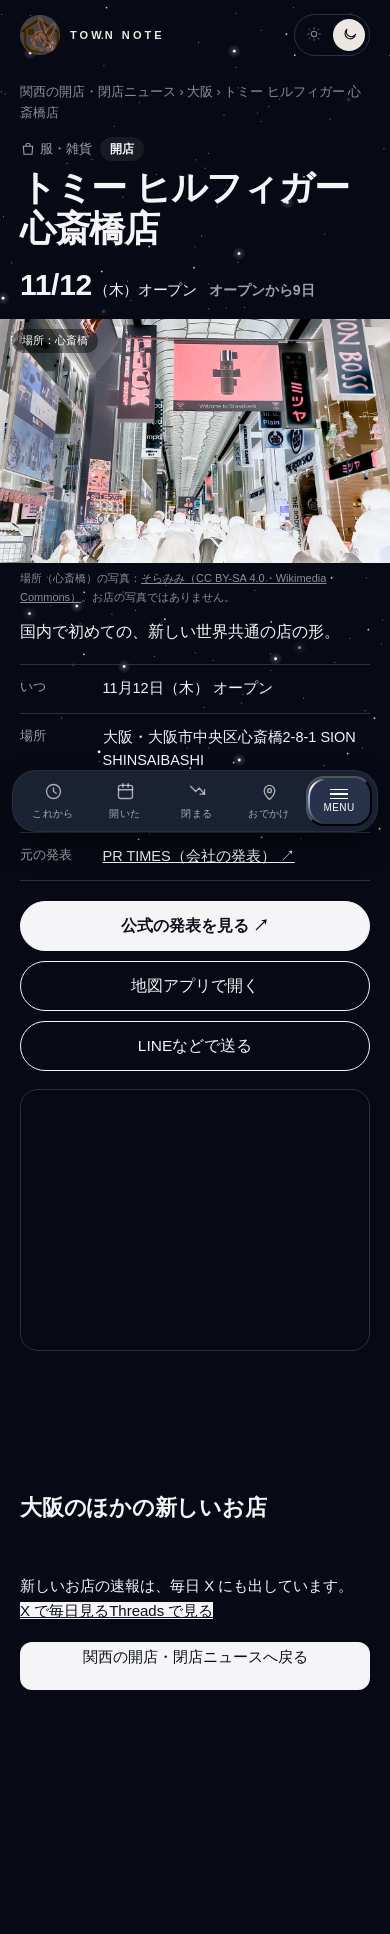 TOWN NOTE
関西の開店・閉店ニュース › 大阪 › トミー ヒルフィガー 心
斎橋店
服・雑貨 開店
トミー ヒルフィガー
心斎橋店
11/12（木）オープン オープンから9日
場所：心斎橋
ミツヤ
Plain
ミツヤ
場所（心斎橋）の写真：そらみみ（CC BY-SA 4.0・Wikimedia
Commons）。お店の写真ではありません。
国内で初めての、新しい世界共通の店の形。
いつ 11月12日（木） オープン
場所 大阪・大阪市中央区心斎橋2-8-1 SION
SHINSAIBASHI
これから 開いた 閉まる おでかけ MENU
元の発表 PR TIMES（会社の発表） ↗
公式の発表を見る ↗
地図アプリで開く
LINEなどで送る
大阪のほかの新しいお店
新しいお店の速報は、毎日 X にも出しています。
X で毎日見るThreads で見る
関西の開店・閉店ニュースへ戻る